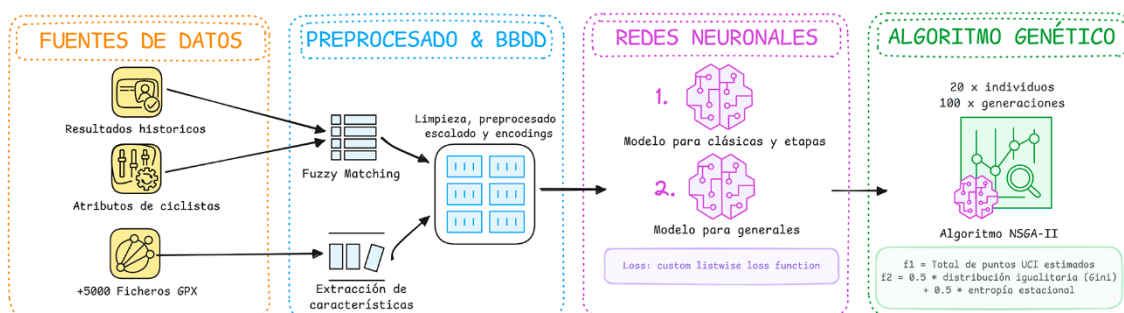 FUENTES DE DATOS
Resultados historicos
Atributos de ciclistas
+5000 Ficheros GPX
PREPROCESADO & BBDD
Fuzzy Matching
Extracción de
características
Limpieza, preprocesado
escalado y encodings
REDES NEURONALES
1.
Modelo para clásicas y etapas
2.
Modelo para generales
Loss: custom listwise loss function
ALGORITMO GENÉTICO
20 x individuos
100 x generaciones
Algoritmo NSGA-II
f1 = Total de puntos UCI estimados
f2 = 0.5 * distribución igualitaria (Gini)
+ 0.5 * entropía estacional